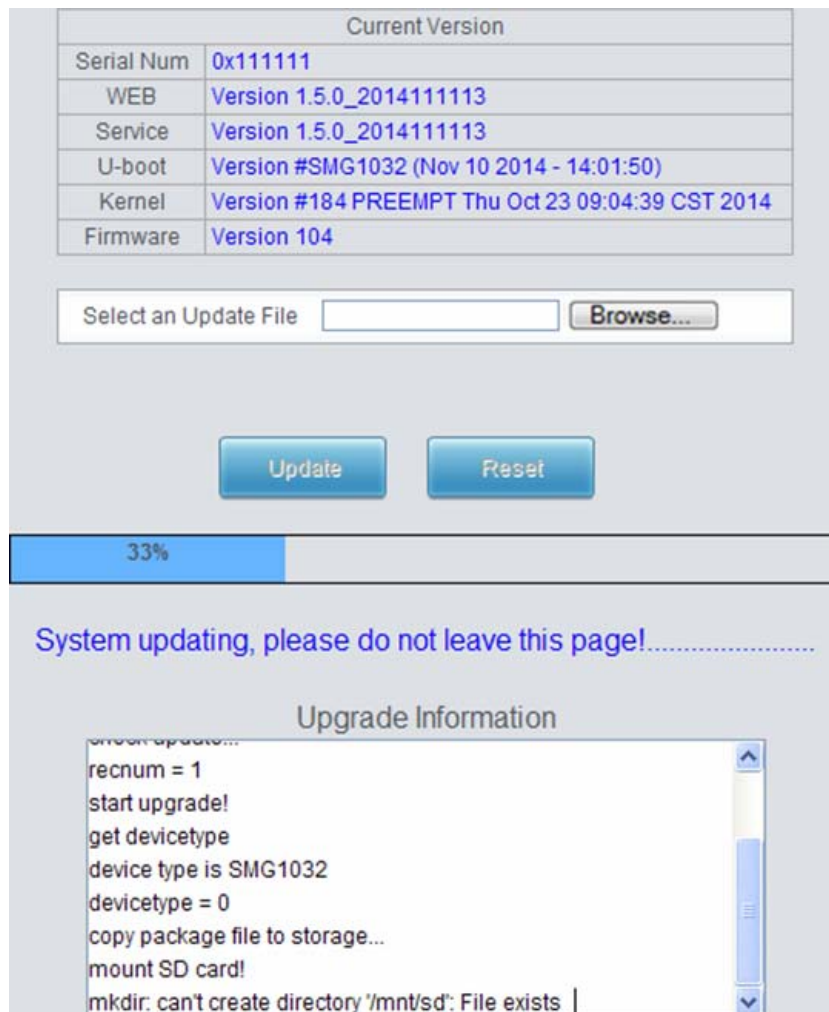 Current Version
Serial Num 0x111111
WEB Version 1.5.0_2014111113
Service Version 1.5.0_2014111113
U-boot Version #SMG1032 (Nov 10 2014 - 14:01:50)
Kernel Version #184 PREEMPT Thu Oct 23 09:04:39 CST 2014
Firmware Version 104
Select an Update File Browse...
Update Reset
33%
System updating, please do not leave this page!.......................
Upgrade Information
check update...
recnum = 1
start upgrade!
get devicetype
device type is SMG1032
devicetype = 0
copy package file to storage...
mount SD card!
mkdir: can't create directory '/mnt/sd': File exists